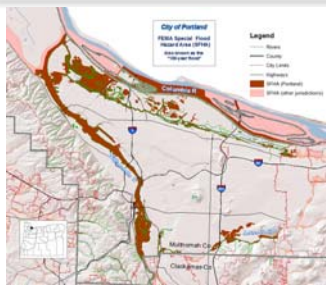 City of Portland
FEMA Special Flood
Hazard Area (SFHA)
Also known as the
"100-year flood"
Legend
Rivers
County
City Limits
Highways
SFHA (Portland)
SFHA (other jurisdictions)
Columbia R
Multnomah Co
Clackamas Co